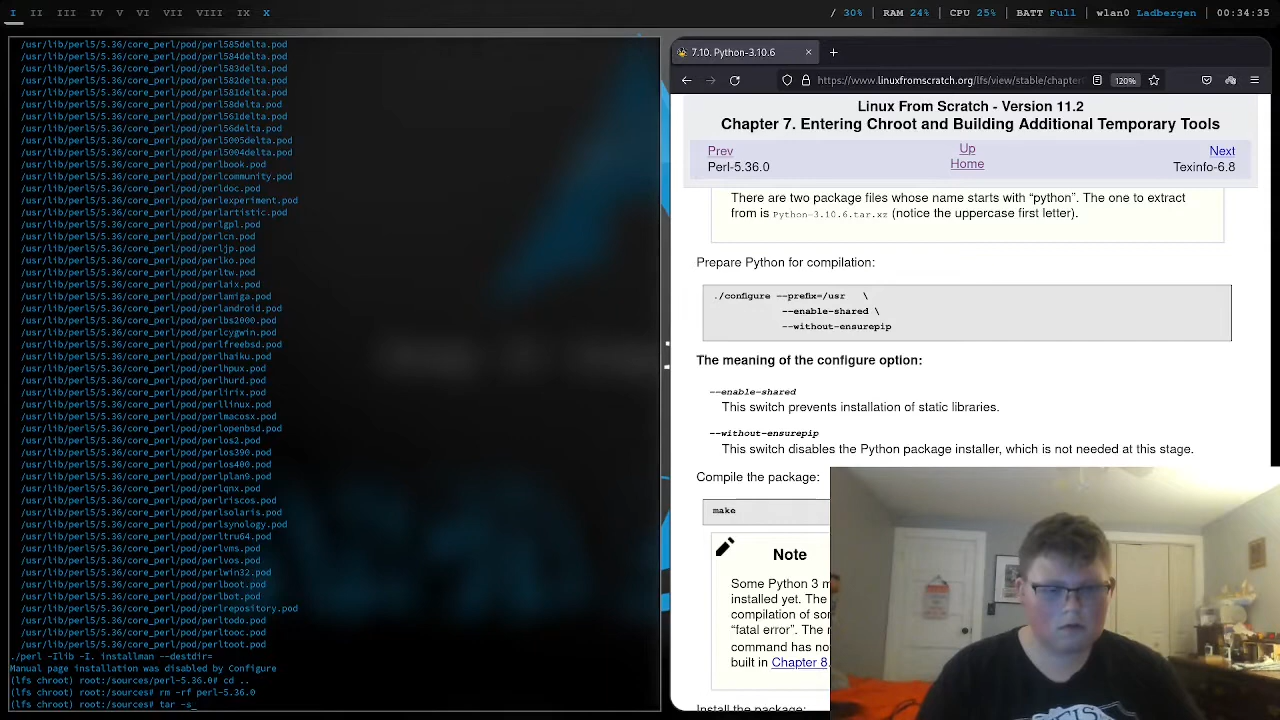 I II III IV V VI VII VIII IX X
/ 30% | RAM 24% | CPU 25% | BATT Full | wlan0 Ladbergen | 00:34:35
/usr/lib/perl5/5.36/core_perl/pod/perl585delta.pod
/usr/lib/perl5/5.36/core_perl/pod/perl584delta.pod
/usr/lib/perl5/5.36/core_perl/pod/perl583delta.pod
/usr/lib/perl5/5.36/core_perl/pod/perl582delta.pod
/usr/lib/perl5/5.36/core_perl/pod/perl581delta.pod
/usr/lib/perl5/5.36/core_perl/pod/perl58delta.pod
/usr/lib/perl5/5.36/core_perl/pod/perl561delta.pod
/usr/lib/perl5/5.36/core_perl/pod/perl56delta.pod
/usr/lib/perl5/5.36/core_perl/pod/perl5005delta.pod
/usr/lib/perl5/5.36/core_perl/pod/perl5004delta.pod
/usr/lib/perl5/5.36/core_perl/pod/perlbook.pod
/usr/lib/perl5/5.36/core_perl/pod/perlcommunity.pod
/usr/lib/perl5/5.36/core_perl/pod/perldoc.pod
/usr/lib/perl5/5.36/core_perl/pod/perlexperiment.pod
/usr/lib/perl5/5.36/core_perl/pod/perlartistic.pod
/usr/lib/perl5/5.36/core_perl/pod/perlgpl.pod
/usr/lib/perl5/5.36/core_perl/pod/perlcn.pod
/usr/lib/perl5/5.36/core_perl/pod/perljp.pod
/usr/lib/perl5/5.36/core_perl/pod/perlko.pod
/usr/lib/perl5/5.36/core_perl/pod/perltw.pod
/usr/lib/perl5/5.36/core_perl/pod/perlaix.pod
/usr/lib/perl5/5.36/core_perl/pod/perlamiga.pod
/usr/lib/perl5/5.36/core_perl/pod/perlandroid.pod
/usr/lib/perl5/5.36/core_perl/pod/perlbs2000.pod
/usr/lib/perl5/5.36/core_perl/pod/perlcygwin.pod
/usr/lib/perl5/5.36/core_perl/pod/perlfreebsd.pod
/usr/lib/perl5/5.36/core_perl/pod/perlhaiku.pod
/usr/lib/perl5/5.36/core_perl/pod/perlhpux.pod
/usr/lib/perl5/5.36/core_perl/pod/perlhurd.pod
/usr/lib/perl5/5.36/core_perl/pod/perlirix.pod
/usr/lib/perl5/5.36/core_perl/pod/perllinux.pod
/usr/lib/perl5/5.36/core_perl/pod/perlmacosx.pod
/usr/lib/perl5/5.36/core_perl/pod/perlopenbsd.pod
/usr/lib/perl5/5.36/core_perl/pod/perlos2.pod
/usr/lib/perl5/5.36/core_perl/pod/perlos390.pod
/usr/lib/perl5/5.36/core_perl/pod/perlos400.pod
/usr/lib/perl5/5.36/core_perl/pod/perlplan9.pod
/usr/lib/perl5/5.36/core_perl/pod/perlqnx.pod
/usr/lib/perl5/5.36/core_perl/pod/perlriscos.pod
/usr/lib/perl5/5.36/core_perl/pod/perlsolaris.pod
/usr/lib/perl5/5.36/core_perl/pod/perlsynology.pod
/usr/lib/perl5/5.36/core_perl/pod/perltru64.pod
/usr/lib/perl5/5.36/core_perl/pod/perlvms.pod
/usr/lib/perl5/5.36/core_perl/pod/perlvos.pod
/usr/lib/perl5/5.36/core_perl/pod/perlwin32.pod
/usr/lib/perl5/5.36/core_perl/pod/perlboot.pod
/usr/lib/perl5/5.36/core_perl/pod/perlbot.pod
/usr/lib/perl5/5.36/core_perl/pod/perlrepository.pod
/usr/lib/perl5/5.36/core_perl/pod/perltodo.pod
/usr/lib/perl5/5.36/core_perl/pod/perltooc.pod
/usr/lib/perl5/5.36/core_perl/pod/perltoot.pod
./perl -Ilib -I. installman --destdir=
Manual page installation was disabled by Configure
(lfs chroot) root:/sources/perl-5.36.0# cd ..
(lfs chroot) root:/sources# rm -rf perl-5.36.0
(lfs chroot) root:/sources# tar -s_
7.10. Python-3.10.6
https://www.linuxfromscratch.org/lfs/view/stable/chapter
120%
Linux From Scratch - Version 11.2
Chapter 7. Entering Chroot and Building Additional Temporary Tools
Prev Up Next
Perl-5.36.0 Home Texinfo-6.8
There are two package files whose name starts with “python”. The one to extract
from is Python-3.10.6.tar.xz (notice the uppercase first letter).
Prepare Python for compilation:
./configure --prefix=/usr \
--enable-shared \
--without-ensurepip
The meaning of the configure option:
--enable-shared
This switch prevents installation of static libraries.
--without-ensurepip
This switch disables the Python package installer, which is not needed at this stage.
Compile the package:
make
Note
Some Python 3 m
installed yet. The
compilation of so
“fatal error”. The
command has no
built in Chapter 8
Install the package: